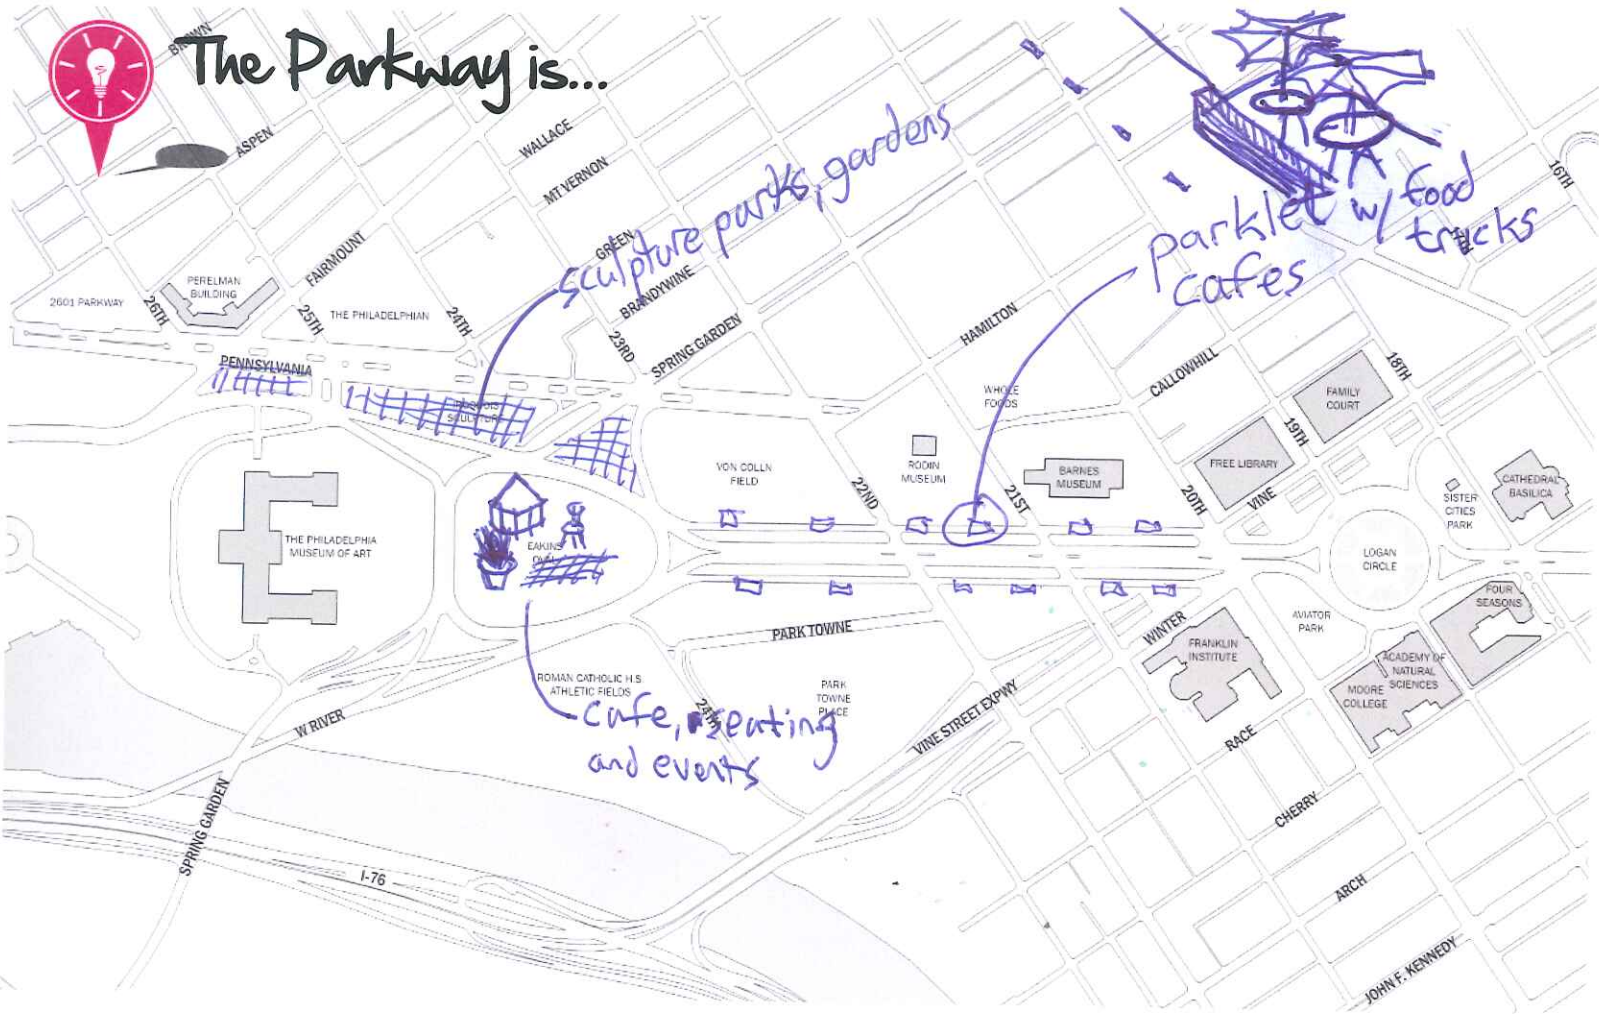 The Parkway is...
BROWN
ASPEN
WALLACE
MT VERNON
GREEN
BRANDYWINE
SPRING GARDEN
FAIRMOUNT
sculpture parks, gardens
parklet w/ food
trucks
cafes
16TH
2601 PARKWAY
26TH
PERELMAN
BUILDING
25TH
THE PHILADELPHIAN
24TH
23RD
HAMILTON
CALLOWHILL
18TH
PENNSYLVANIA
IROQUOIS
SCULPTURE
WHOLE
FOODS
FAMILY
COURT
19TH
VON COLLN
FIELD
22ND
RODIN
MUSEUM
21ST
BARNES
MUSEUM
20TH
FREE LIBRARY
VINE
SISTER
CITIES
PARK
CATHEDRAL
BASILICA
THE PHILADELPHIA
MUSEUM OF ART
EAKINS
LOGAN
CIRCLE
FOUR
SEASONS
PARK TOWNE
WINTER
AVIATOR
PARK
FRANKLIN
INSTITUTE
ACADEMY OF
NATURAL
SCIENCES
MOORE
COLLEGE
ROMAN CATHOLIC H.S.
ATHLETIC FIELDS
24TH
PARK
TOWNE
PLACE
cafe, seating
and events
W RIVER
VINE STREET EXPWY
RACE
SPRING GARDEN
CHERRY
I-76
ARCH
JOHN F. KENNEDY